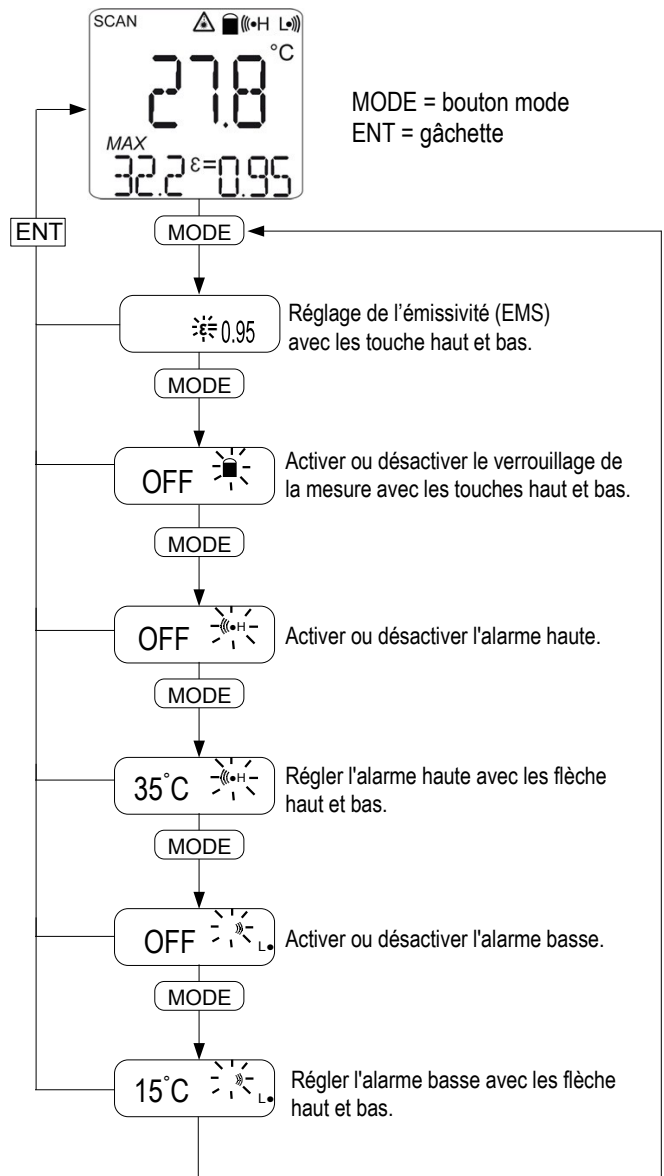 SCAN H L
°C
27.8
MAX
32.2 ε= 0.95
MODE = bouton mode
ENT = gâchette
ENT
MODE
ε= 0.95
Réglage de l’émissivité (EMS)
avec les touche haut et bas.
MODE
OFF
Activer ou désactiver le verrouillage de
la mesure avec les touches haut et bas.
MODE
OFF H
Activer ou désactiver l'alarme haute.
MODE
35°C H
Régler l'alarme haute avec les flèche
haut et bas.
MODE
OFF L
Activer ou désactiver l'alarme basse.
MODE
15°C L
Régler l'alarme basse avec les flèche
haut et bas.